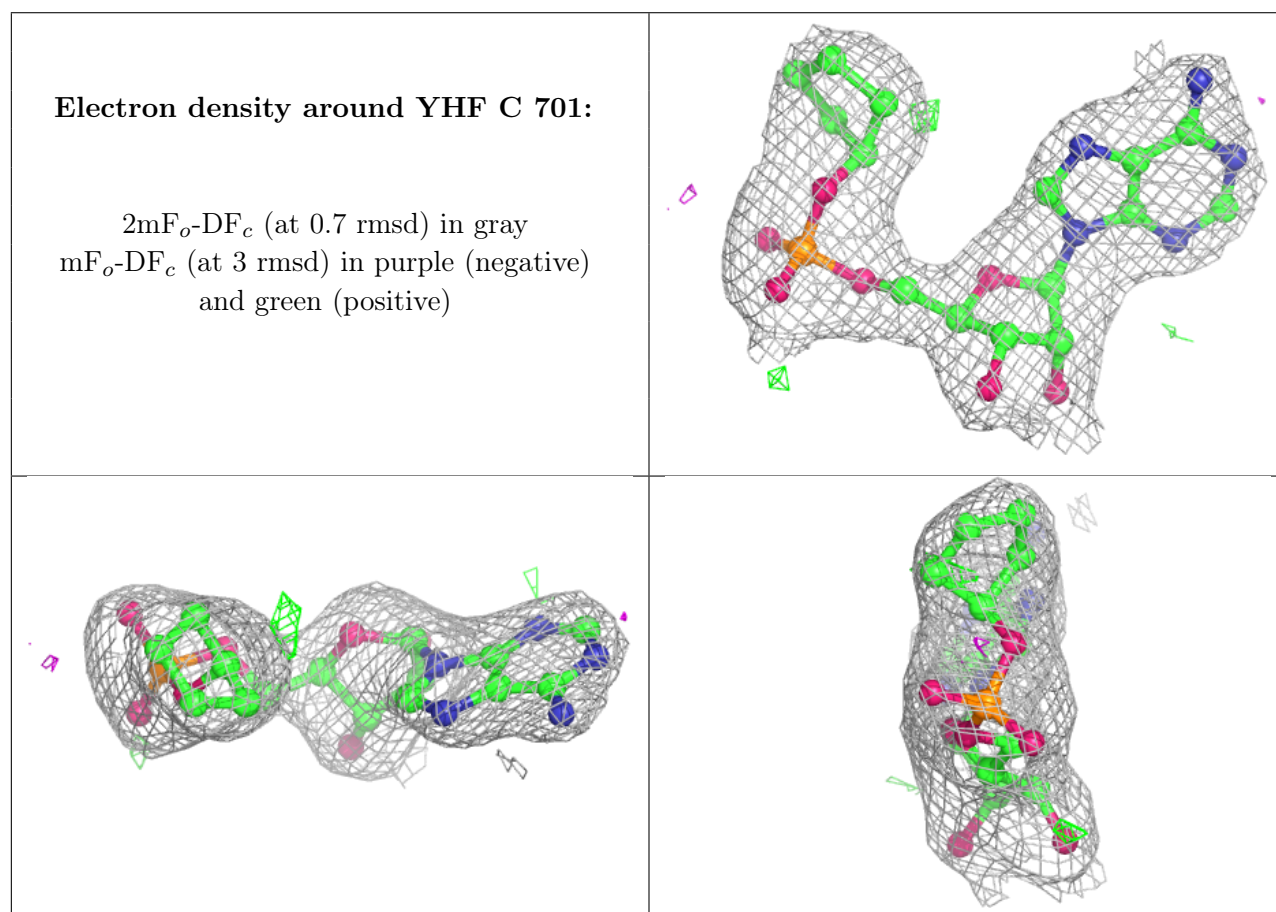 Electron density around YHF C 701:
2mFo-DFc (at 0.7 rmsd) in gray
mFo-DFc (at 3 rmsd) in purple (negative)
and green (positive)